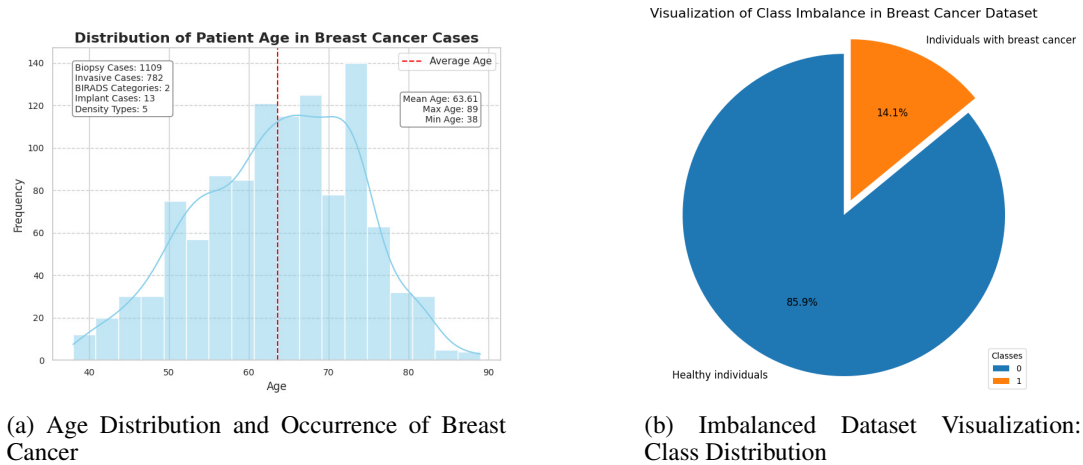 Distribution of Patient Age in Breast Cancer Cases
Biopsy Cases: 1109
Invasive Cases: 782
BIRADS Categories: 2
Implant Cases: 13
Density Types: 5
Average Age
Mean Age: 63.61
Max Age: 89
Min Age: 38
140
120
100
80
60
40
20
0
Frequency
40 50 60 70 80 90
Age
(a) Age Distribution and Occurrence of Breast
Cancer
Visualization of Class Imbalance in Breast Cancer Dataset
Individuals with breast cancer
14.1%
85.9%
Healthy individuals
Classes
0
1
(b) Imbalanced Dataset Visualization:
Class Distribution